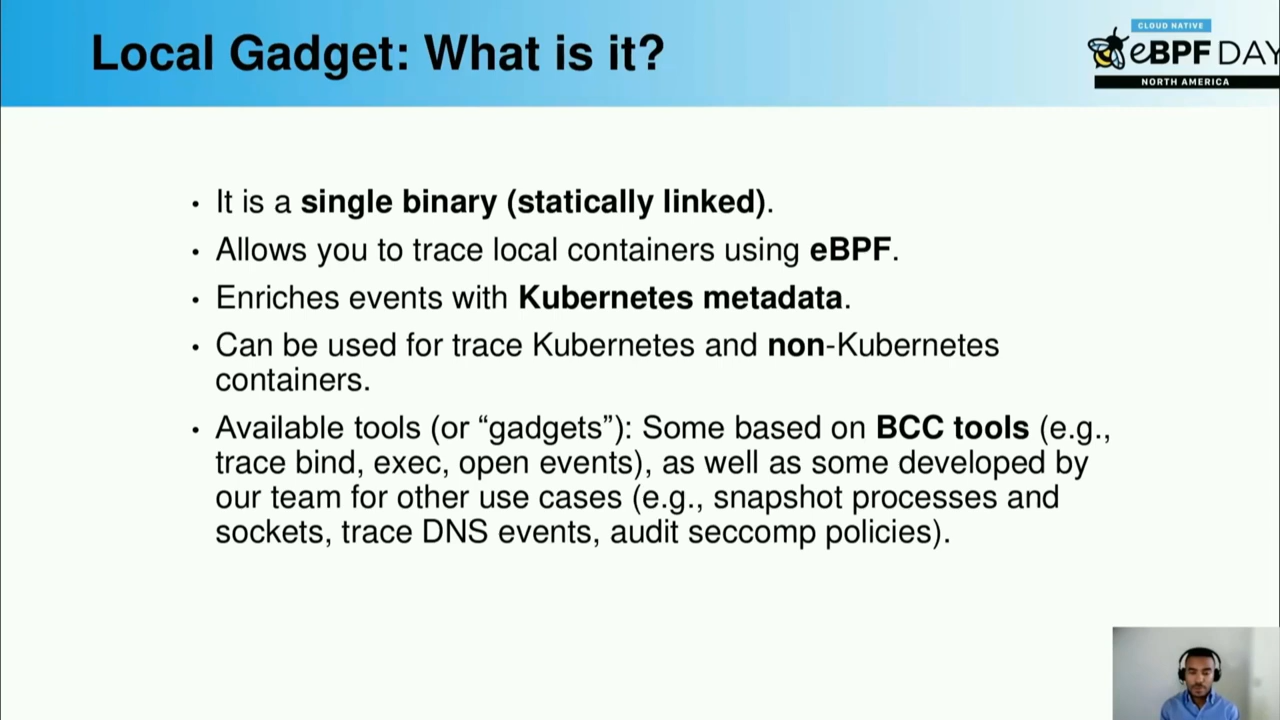 Local Gadget: What is it?
CLOUD NATIVE
eBPF DAY
NORTH AMERICA
• It is a single binary (statically linked).
• Allows you to trace local containers using eBPF.
• Enriches events with Kubernetes metadata.
• Can be used for trace Kubernetes and non-Kubernetes
containers.
• Available tools (or “gadgets”): Some based on BCC tools (e.g.,
trace bind, exec, open events), as well as some developed by
our team for other use cases (e.g., snapshot processes and
sockets, trace DNS events, audit seccomp policies).